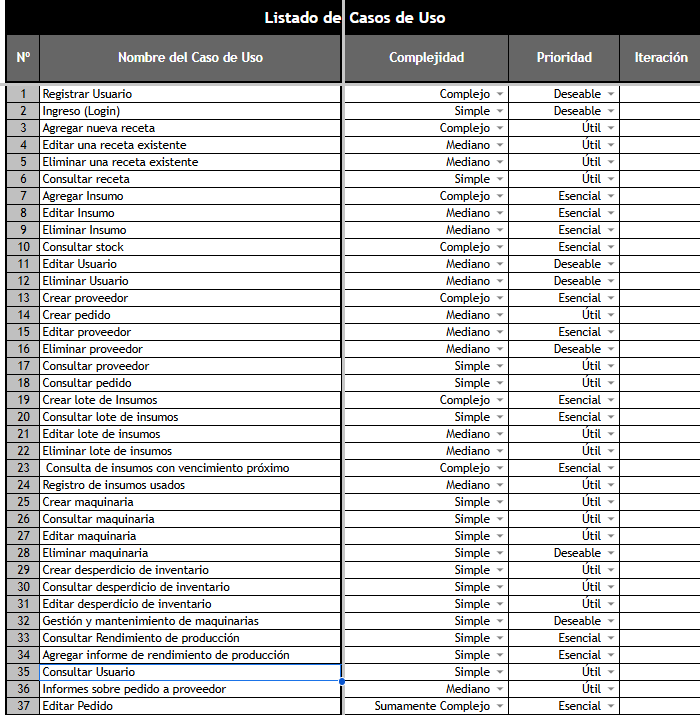 Listado de Casos de Uso
Nº Nombre del Caso de Uso Complejidad Prioridad Iteración
1 Registrar Usuario Complejo Deseable
2 Ingreso (Login) Simple Deseable
3 Agregar nueva receta Complejo Útil
4 Editar una receta existente Mediano Útil
5 Eliminar una receta existente Mediano Útil
6 Consultar receta Simple Útil
7 Agregar Insumo Complejo Esencial
8 Editar Insumo Mediano Esencial
9 Eliminar Insumo Mediano Esencial
10 Consultar stock Complejo Esencial
11 Editar Usuario Mediano Deseable
12 Eliminar Usuario Mediano Deseable
13 Crear proveedor Complejo Esencial
14 Crear pedido Mediano Útil
15 Editar proveedor Mediano Esencial
16 Eliminar proveedor Mediano Deseable
17 Consultar proveedor Simple Útil
18 Consultar pedido Simple Útil
19 Crear lote de Insumos Complejo Esencial
20 Consultar lote de insumos Simple Esencial
21 Editar lote de insumos Mediano Útil
22 Eliminar lote de insumos Mediano Útil
23 Consulta de insumos con vencimiento próximo Complejo Esencial
24 Registro de insumos usados Mediano Útil
25 Crear maquinaria Simple Útil
26 Consultar maquinaria Simple Útil
27 Editar maquinaria Simple Útil
28 Eliminar maquinaria Simple Deseable
29 Crear desperdicio de inventario Simple Útil
30 Consultar desperdicio de inventario Simple Útil
31 Editar desperdicio de inventario Simple Útil
32 Gestión y mantenimiento de maquinarias Simple Deseable
33 Consultar Rendimiento de producción Simple Esencial
34 Agregar informe de rendimiento de producción Simple Esencial
35 Consultar Usuario Simple Útil
36 Informes sobre pedido a proveedor Mediano Útil
37 Editar Pedido Sumamente Complejo Esencial